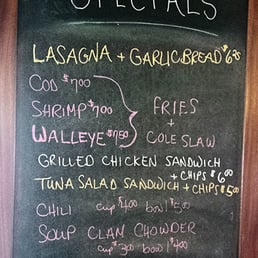 SPECIALS
LASAGNA + GARLIC BREAD $6.75
COD $7.00
SHRIMP $7.00
WALLEYE $7.50
FRIES
+
COLE SLAW
GRILLED CHICKEN SANDWICH
+ CHIPS $6.00
TUNA SALAD SANDWICH + CHIPS $5.00
CHILI cup $4.00 bowl $5.00
SOUP CLAN CHOWDER
cup $3.00 bowl $4.00